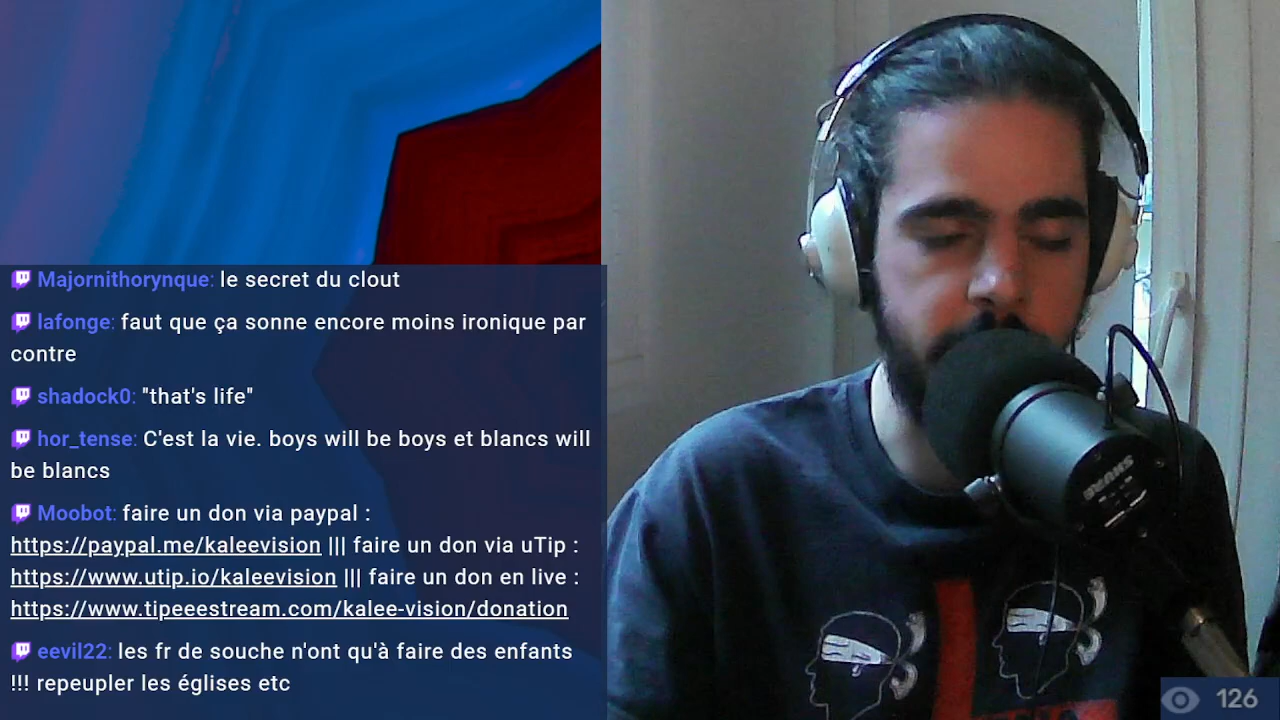 Majornithorynque: le secret du clout
lafonge: faut que ça sonne encore moins ironique par
contre
shadock0: "that's life"
hor_tense: C'est la vie. boys will be boys et blancs will
be blancs
Moobot: faire un don via paypal :
https://paypal.me/kaleevision ||| faire un don via uTip :
https://www.utip.io/kaleevision ||| faire un don en live :
https://www.tipeeestream.com/kalee-vision/donation
eevil22: les fr de souche n'ont qu'à faire des enfants
!!! repeupler les églises etc
SHURE
126